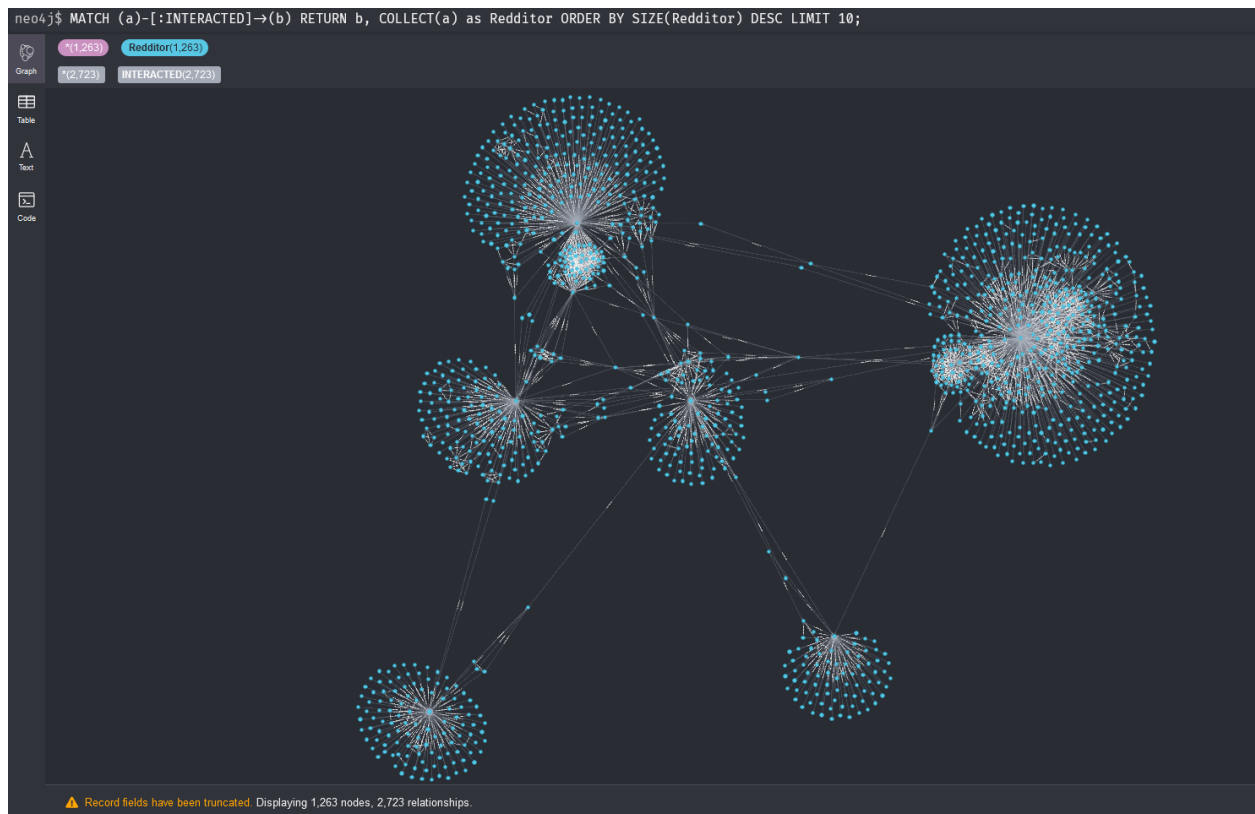 neo4j$ MATCH (a)-[:INTERACTED]→(b) RETURN b, COLLECT(a) as Redditor ORDER BY SIZE(Redditor) DESC LIMIT 10;
*(1,263) Redditor(1,263)
*(2,723) INTERACTED(2,723)
Graph
Table
Text
Code
Record fields have been truncated. Displaying 1,263 nodes, 2,723 relationships.